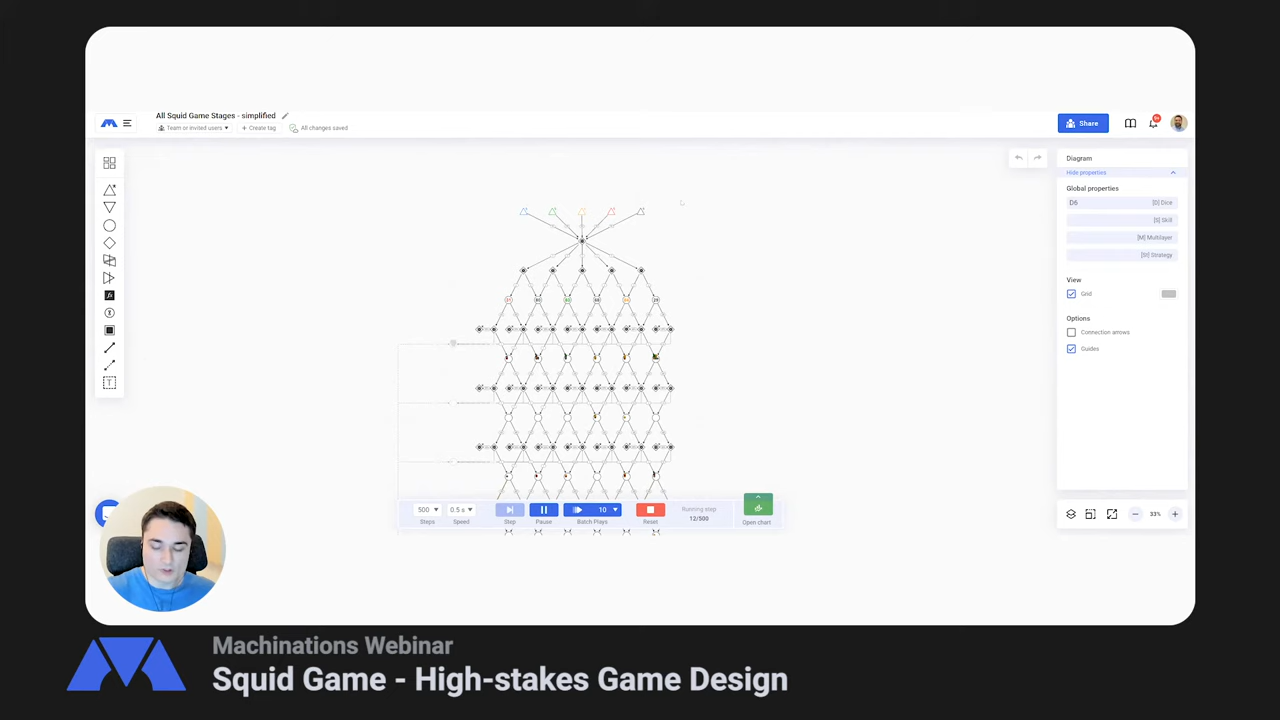 All Squid Game Stages - simplified
Team or invited users
+ Create tag
All changes saved
Share
Diagram
Hide properties
Global properties
D6
[D] Dice
[S] Skill
[M] Multilayer
[St] Strategy
View
Grid
Options
Connection arrows
Guides
500
Steps
0.5 s
Speed
Step
Pause
10
Batch Plays
Reset
Running step
12/500
Open chart
33%
Machinations Webinar
Squid Game - High-stakes Game Design